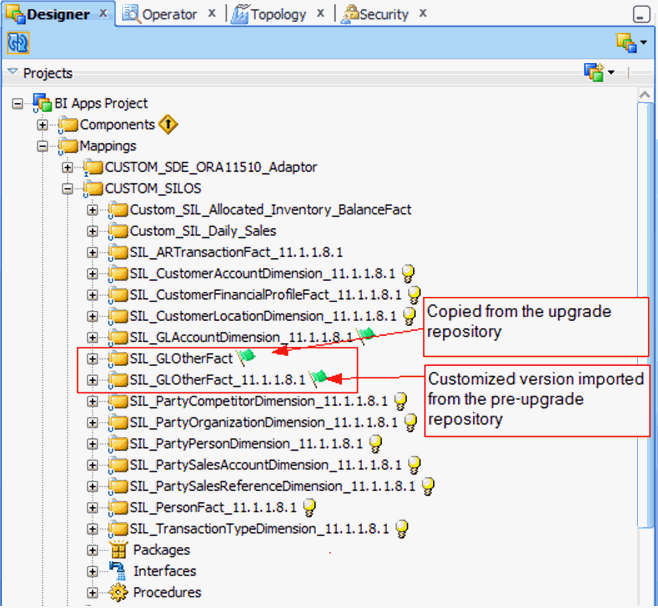 Designer
Operator
Topology
Security
Projects
BI Apps Project
Components
Mappings
CUSTOM_SDE_ORA11510_Adaptor
CUSTOM_SILOS
Custom_SIL_Allocated_Inventory_BalanceFact
Custom_SIL_Daily_Sales
SIL_ARTransactionFact_11.1.1.8.1
SIL_CustomerAccountDimension_11.1.1.8.1
SIL_CustomerFinancialProfileFact_11.1.1.8.1
SIL_CustomerLocationDimension_11.1.1.8.1
SIL_GLAccountDimension_11.1.1.8.1
SIL_GLOtherFact
SIL_GLOtherFact_11.1.1.8.1
SIL_PartyCompetitorDimension_11.1.1.8.1
SIL_PartyOrganizationDimension_11.1.1.8.1
SIL_PartyPersonDimension_11.1.1.8.1
SIL_PartySalesAccountDimension_11.1.1.8.1
SIL_PartySalesReferenceDimension_11.1.1.8.1
SIL_PersonFact_11.1.1.8.1
SIL_TransactionTypeDimension_11.1.1.8.1
Packages
Interfaces
Procedures
Copied from the upgrade
repository
Customized version imported
from the pre-upgrade
repository